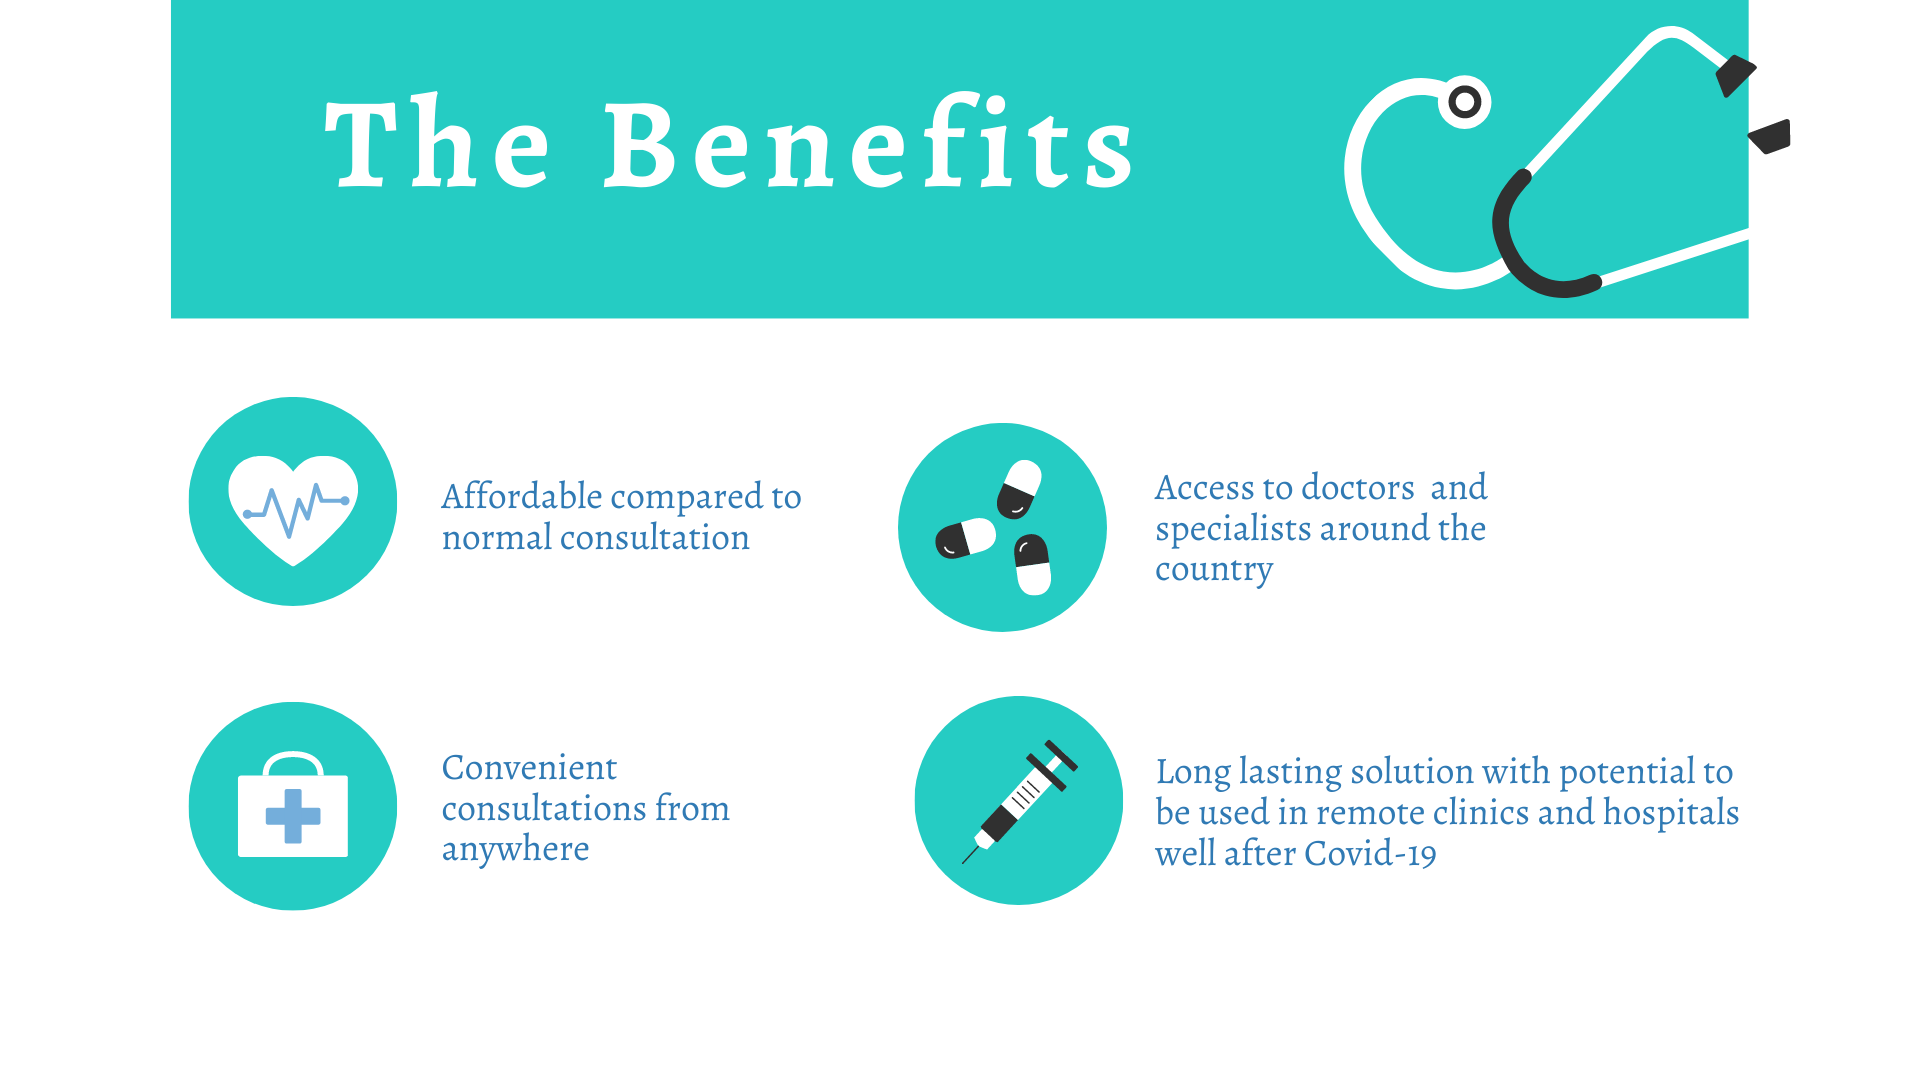 The Benefits
Affordable compared to
normal consultation
Access to doctors  and
specialists around the
country
Convenient
consultations from
anywhere
Long lasting solution with potential to
be used in remote clinics and hospitals
well after Covid-19